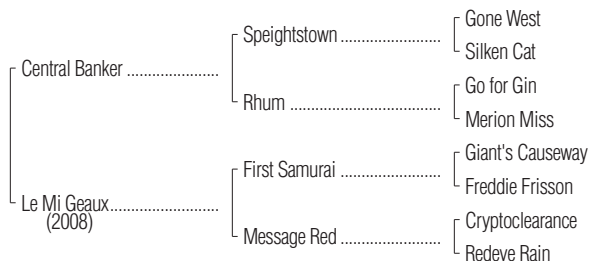 Gone West
Speightstown
Silken Cat
Central Banker
Go for Gin
Rhum
Merion Miss
Giant's Causeway
First Samurai
Freddie Frisson
Le Mi Geaux
(2008)
Cryptoclearance
Message Red
Redeye Rain